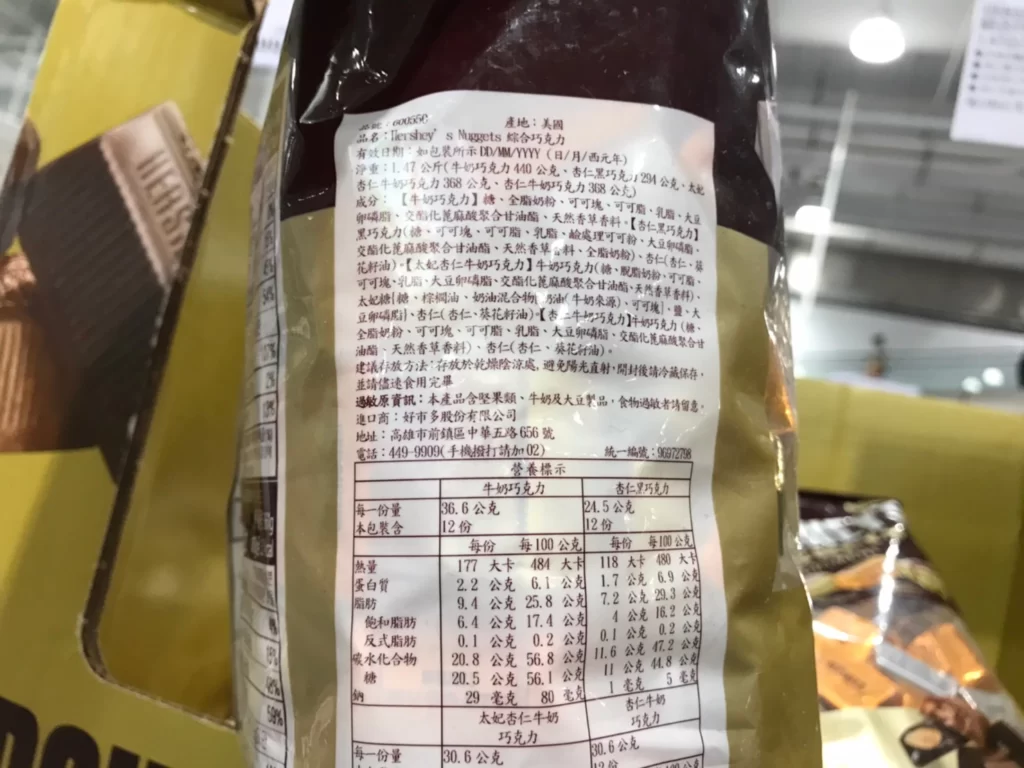 產地：美國
品名：Hershey's Nuggets 綜合巧克力
有效日期：如包裝所示DD/MM/YYYY（日/月/西元年）
淨重：1.47 公斤(牛奶巧克力 440 公克、杏仁黑巧克力 294 公克、太妃
杏仁牛奶巧克力 368 公克、杏仁牛奶巧克力 368 公克)
成分：【牛奶巧克力】糖、全脂奶粉、可可塊、可可脂、乳脂、大豆
卵磷脂、交酯化蓖麻酸聚合甘油酯、天然香草香料。【杏仁黑巧克力】
黑巧克力(糖、可可塊、可可脂、乳脂、鹼處理可可粉、大豆卵磷脂、
交酯化蓖麻酸聚合甘油酯、天然香草香料、全脂奶粉)、杏仁(杏仁、葵
花籽油)。【太妃杏仁牛奶巧克力】牛奶巧克力(糖、脫脂奶粉、可可脂、
可可塊、乳脂、大豆卵磷脂、交酯化蓖麻酸聚合甘油酯、天然香草香料)、
太妃糖[糖、棕櫚油、奶油混合物 奶油(牛奶來源)、可可塊]、鹽、大
豆卵磷脂]、杏仁(杏仁、葵花籽油)。【杏仁牛奶巧克力】牛奶巧克力(糖、
全脂奶粉、可可塊、可可脂、乳脂、大豆卵磷脂、交酯化蓖麻酸聚合甘
油酯、天然香草香料)、杏仁(杏仁、葵花籽油)。
建議存放方法：存放於乾燥陰涼處,避免陽光直射,開封後請冷藏保存,
並請儘速食用完畢
過敏原資訊：本產品含堅果類、牛奶及大豆製品，食物過敏者請留意。
進口商：好市多股份有限公司
地址：高雄市前鎮區中華五路 656 號
電話：449-9909(手機撥打請加 02) 統一編號：96972798
營養標示
牛奶巧克力 杏仁黑巧克力
每一份量 36.6 公克 24.5 公克
本包裝含 12 份 12 份
每份 每 100 公克 每份 每100 公克
熱量 177 大卡 484 大卡 118 大卡 480 大卡
蛋白質 2.2 公克 6.1 公克 1.7 公克 6.9 公克
脂肪 9.4 公克 25.8 公克 7.2 公克 29.3 公克
飽和脂肪 6.4 公克 17.4 公克 4 公克 16.2 公克
反式脂肪 0.1 公克 0.2 公克 0.1 公克 0.2 公克
碳水化合物 20.8 公克 56.8 公克 11.6 公克 47.2 公克
糖 20.5 公克 56.1 公克 11 公克 44.8 公克
鈉 29 毫克 80 毫克 1 毫克 5 毫克
太妃杏仁牛奶 杏仁牛奶
巧克力 巧克力
每一份量 30.6 公克 30.6 公克